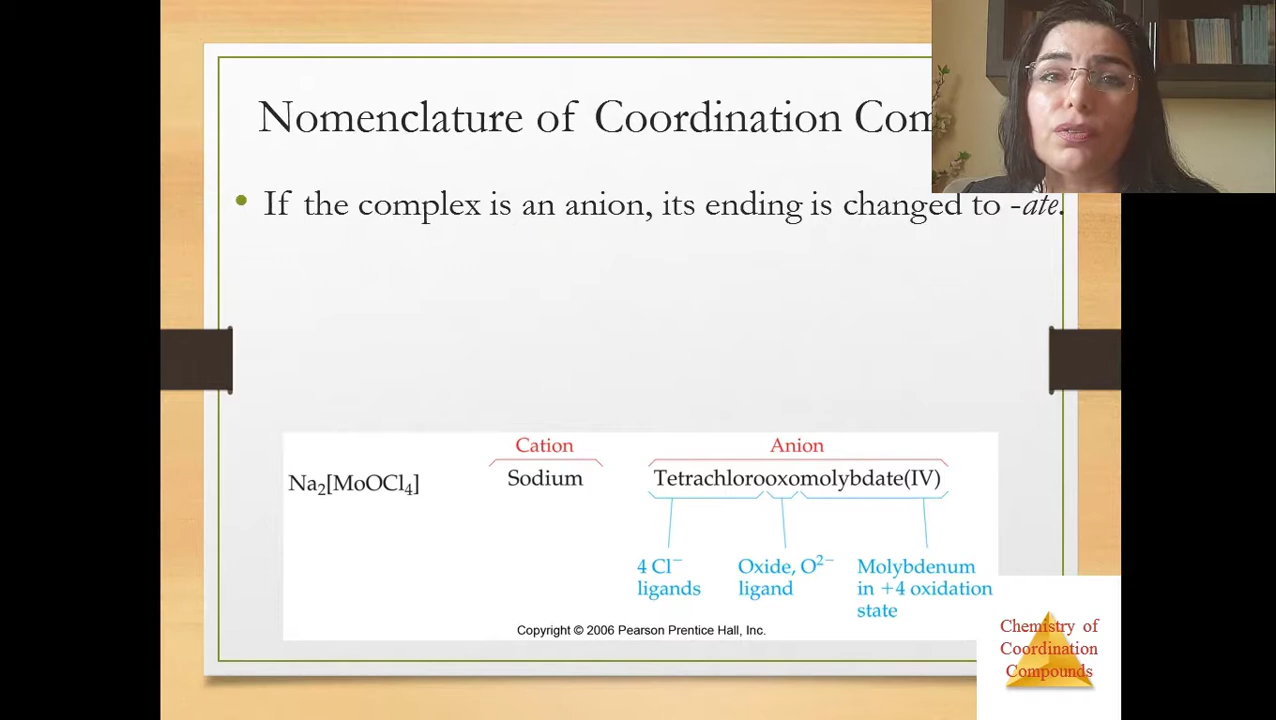 Nomenclature of Coordination Com
• If the complex is an anion, its ending is changed to -ate.
Cation
Anion
Na₂[MoOCl₄]
Sodium
Tetrachlorooxomolybdate(IV)
4 Cl⁻
ligands
Oxide, O²⁻
ligand
Molybdenum
in +4 oxidation
state
Copyright © 2006 Pearson Prentice Hall, Inc.
Chemistry of
Coordination
Compounds